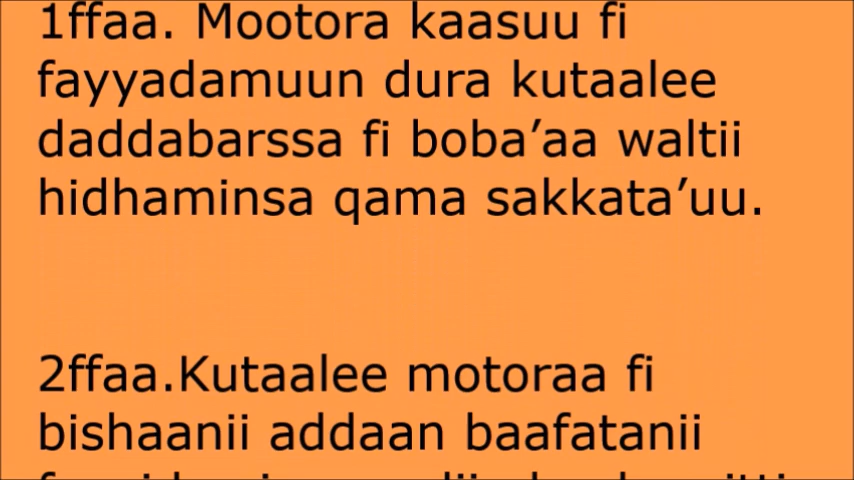 1ffaa. Mootora kaasuu fi
fayyadamuun dura kutaalee
daddabarssa fi boba’aa waltii
hidhaminsa qama sakkata’uu.
2ffaa.Kutaalee motoraa fi
bishaanii addaan baafatanii